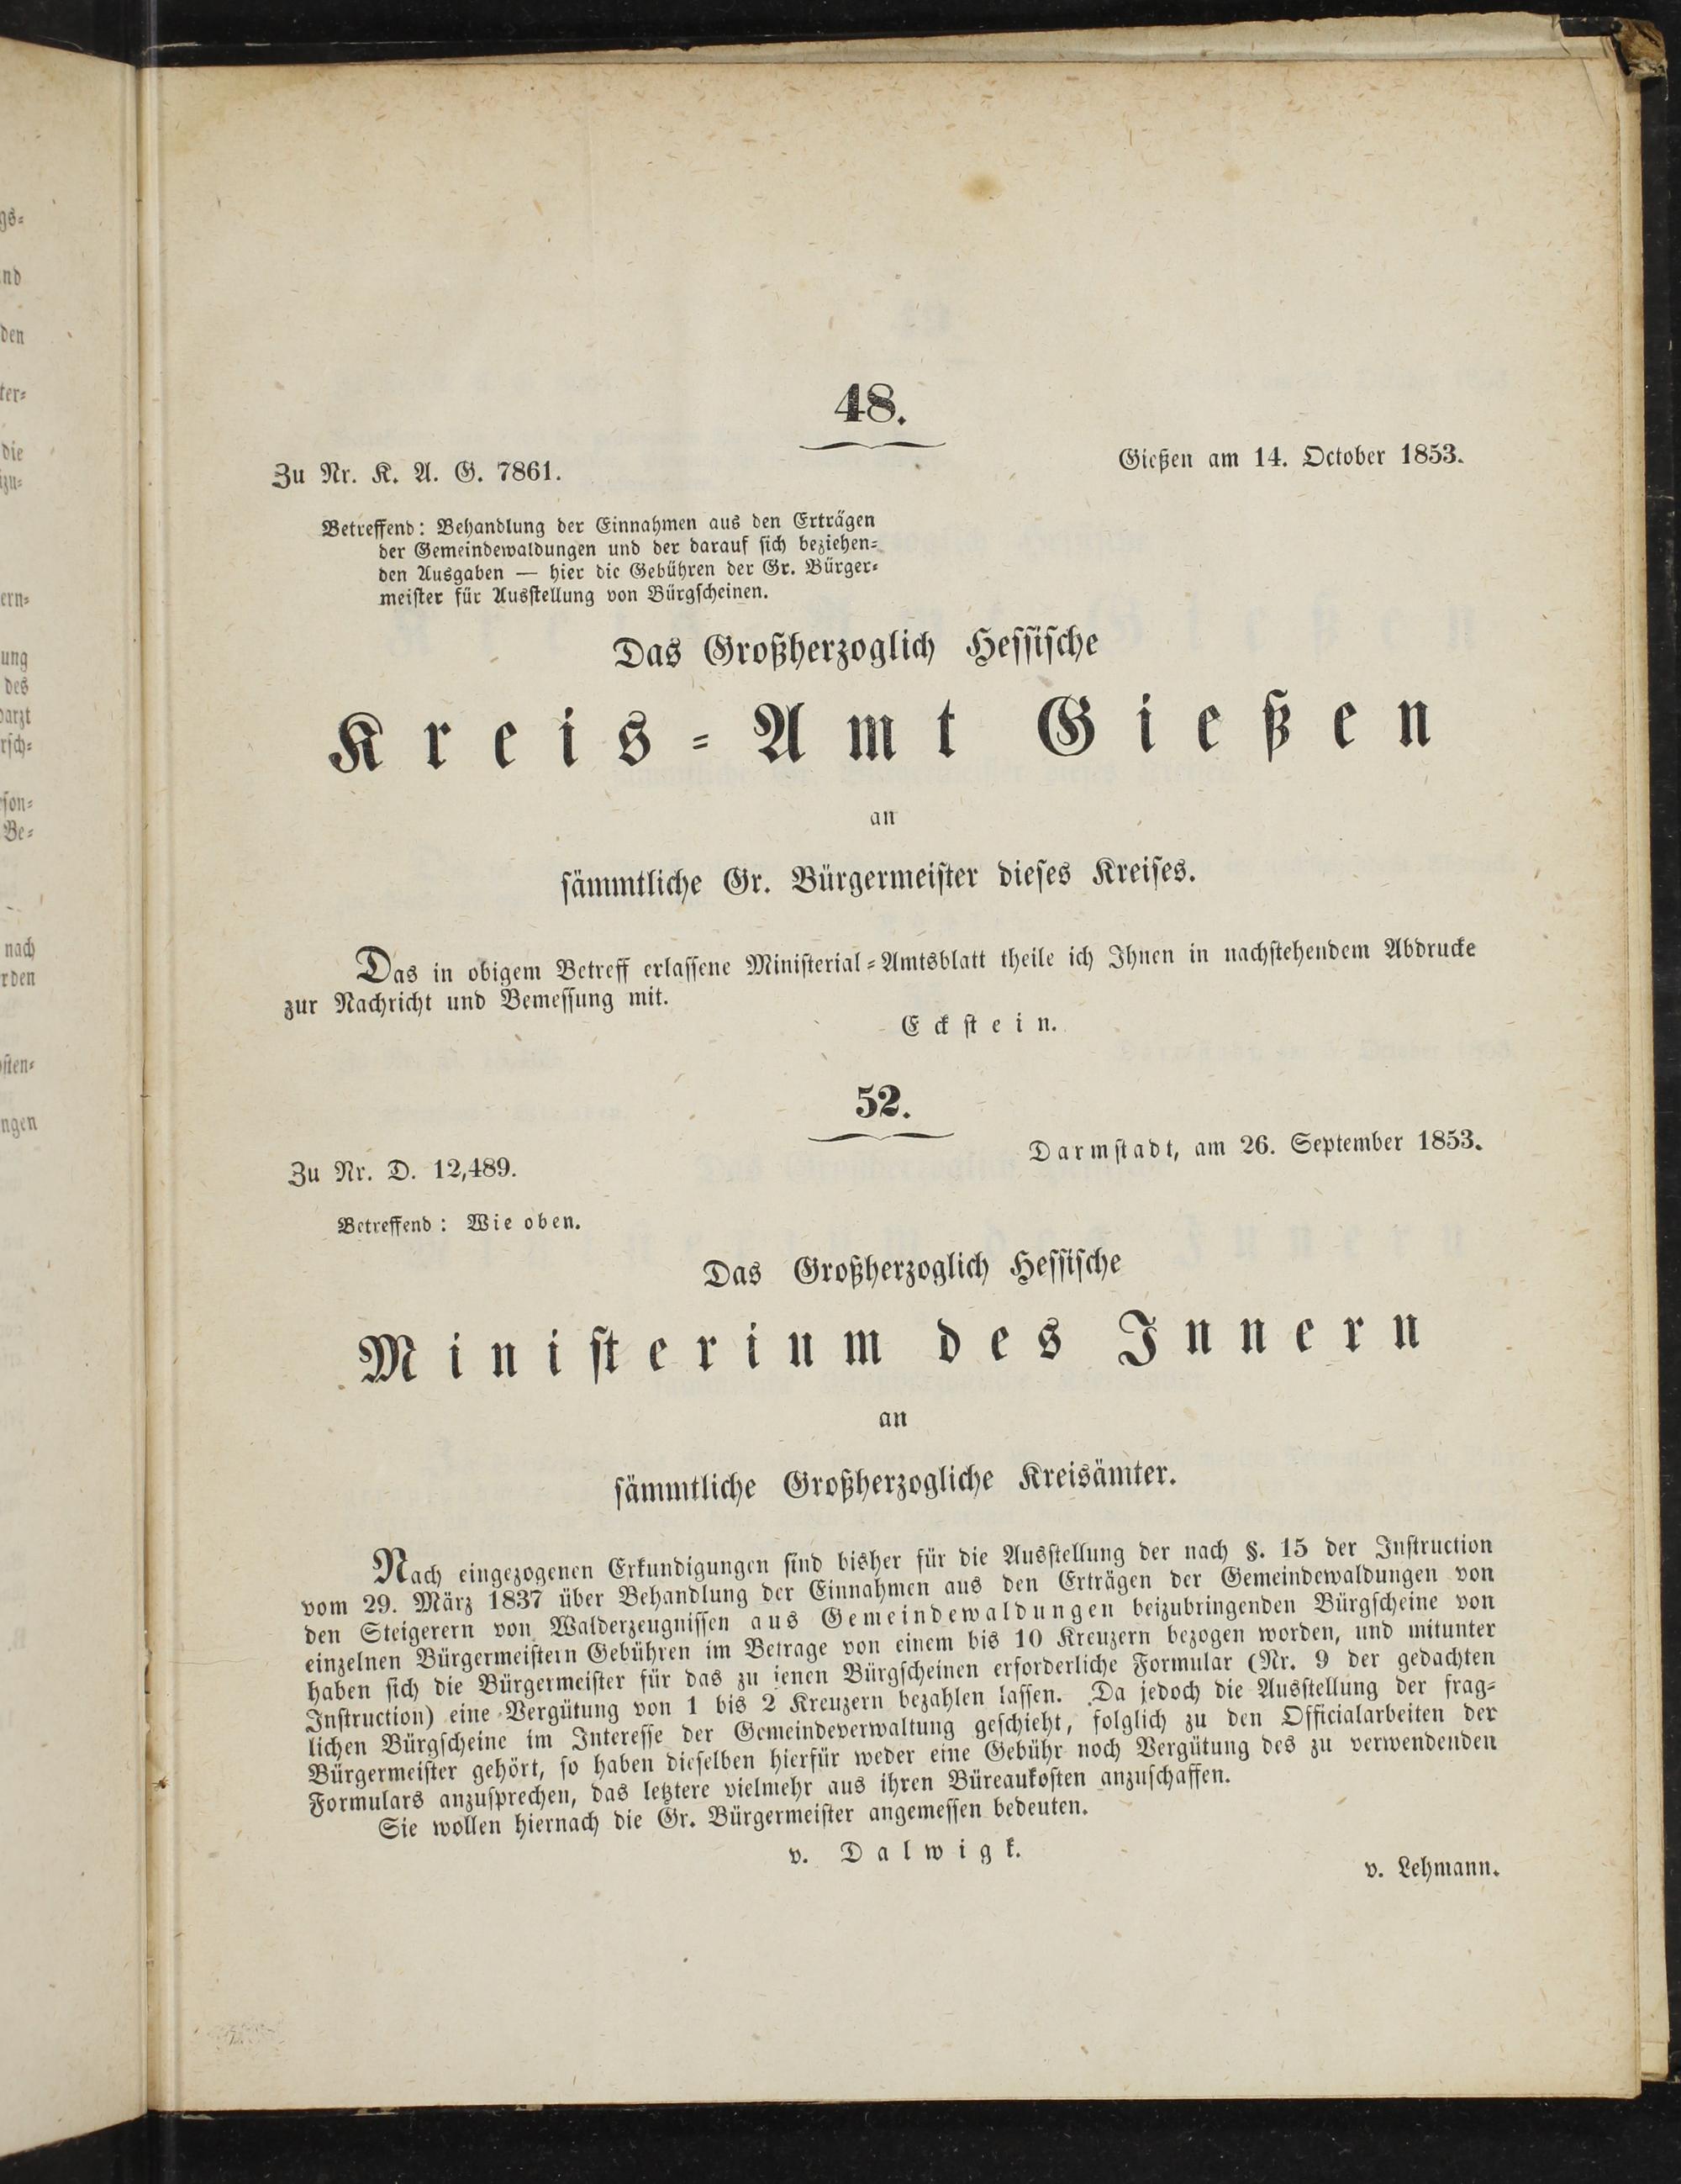 48.
Zu Nr. K. A. G. 7861.
Gießen am 14. October 1853.
Betreffend: Behandlung der Einnahmen aus den Erträgen
der Gemeindewaldungen und der darauf sich beziehen-
den Ausgaben — hier die Gebühren der Gr. Bürger-
meister für Ausstellung von Bürgscheinen.
Das Großherzoglich Hessische
Kreis-Amt Gießen
an
sämmtliche Gr. Bürgermeister dieses Kreises.
Das in obigem Betreff erlassene Ministerial-Amtsblatt theile ich Ihnen in nachstehendem Abdrucke
zur Nachricht und Bemessung mit.
Eckstein.
52.
Zu Nr. D. 12,489.
Darmstadt, am 26. September 1853.
Betreffend: Wie oben.
Das Großherzoglich Hessische
Ministerium des Innern
an
sämmtliche Großherzogliche Kreisämter.
Nach eingezogenen Erkundigungen sind bisher für die Ausstellung der nach §. 15 der Instruction
vom 29. März 1837 über Behandlung der Einnahmen aus den Erträgen der Gemeindewaldungen von
den Steigerern von Walderzeugnissen aus Gemeindewaldungen beizubringenden Bürgscheine von
einzelnen Bürgermeistern Gebühren im Betrage von einem bis 10 Kreuzern bezogen worden, und mitunter
haben sich die Bürgermeister für das zu jenen Bürgscheinen erforderliche Formular (Nr. 9 der gedachten
Instruction) eine Vergütung von 1 bis 2 Kreuzern bezahlen lassen. Da jedoch die Ausstellung der frag-
lichen Bürgscheine im Interesse der Gemeindeverwaltung geschieht, folglich zu den Officialarbeiten der
Bürgermeister gehört, so haben dieselben hierfür weder eine Gebühr noch Vergütung des zu verwendenden
Formulars anzusprechen, das letztere vielmehr aus ihren Büreaukosten anzuschaffen.
Sie wollen hiernach die Gr. Bürgermeister angemessen bedeuten.
v. Dalwigk.
v. Lehmann.